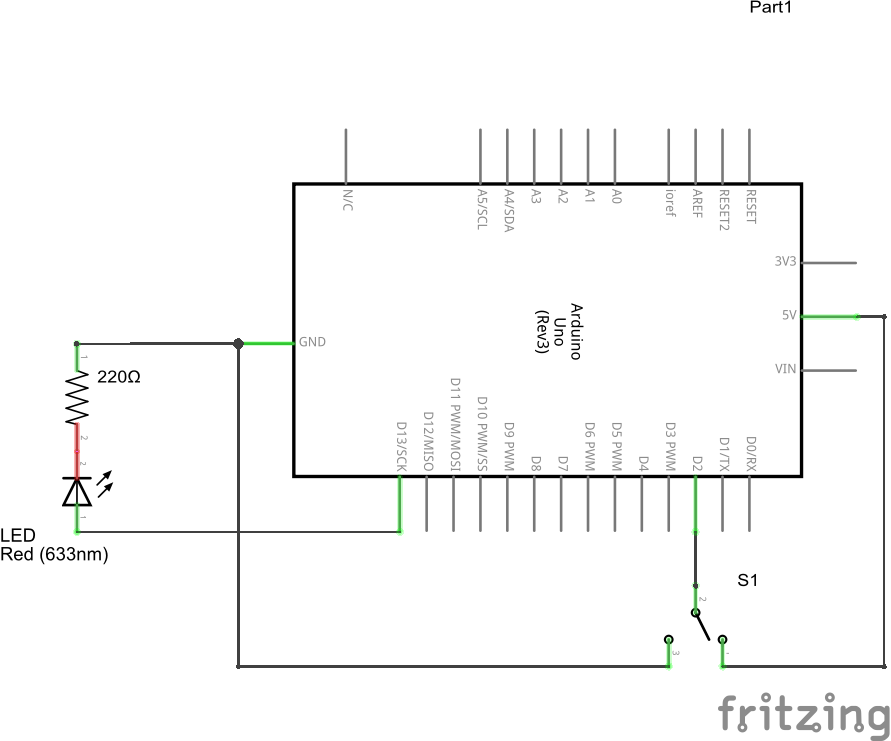 Part1
N/C
A5/SCL
A4/SDA
A3
A2
A1
A0
ioref
AREF
RESET2
RESET
3V3
5V
VIN
GND
Arduino
Uno
(Rev3)
1
220Ω
2
2
1
LED
Red (633nm)
D13/SCK
D12/MISO
D11 PWM/MOSI
D10 PWM/SS
D9 PWM
D8
D7
D6 PWM
D5 PWM
D4
D3 PWM
D2
D1/TX
D0/RX
S1
2
3
fritzing